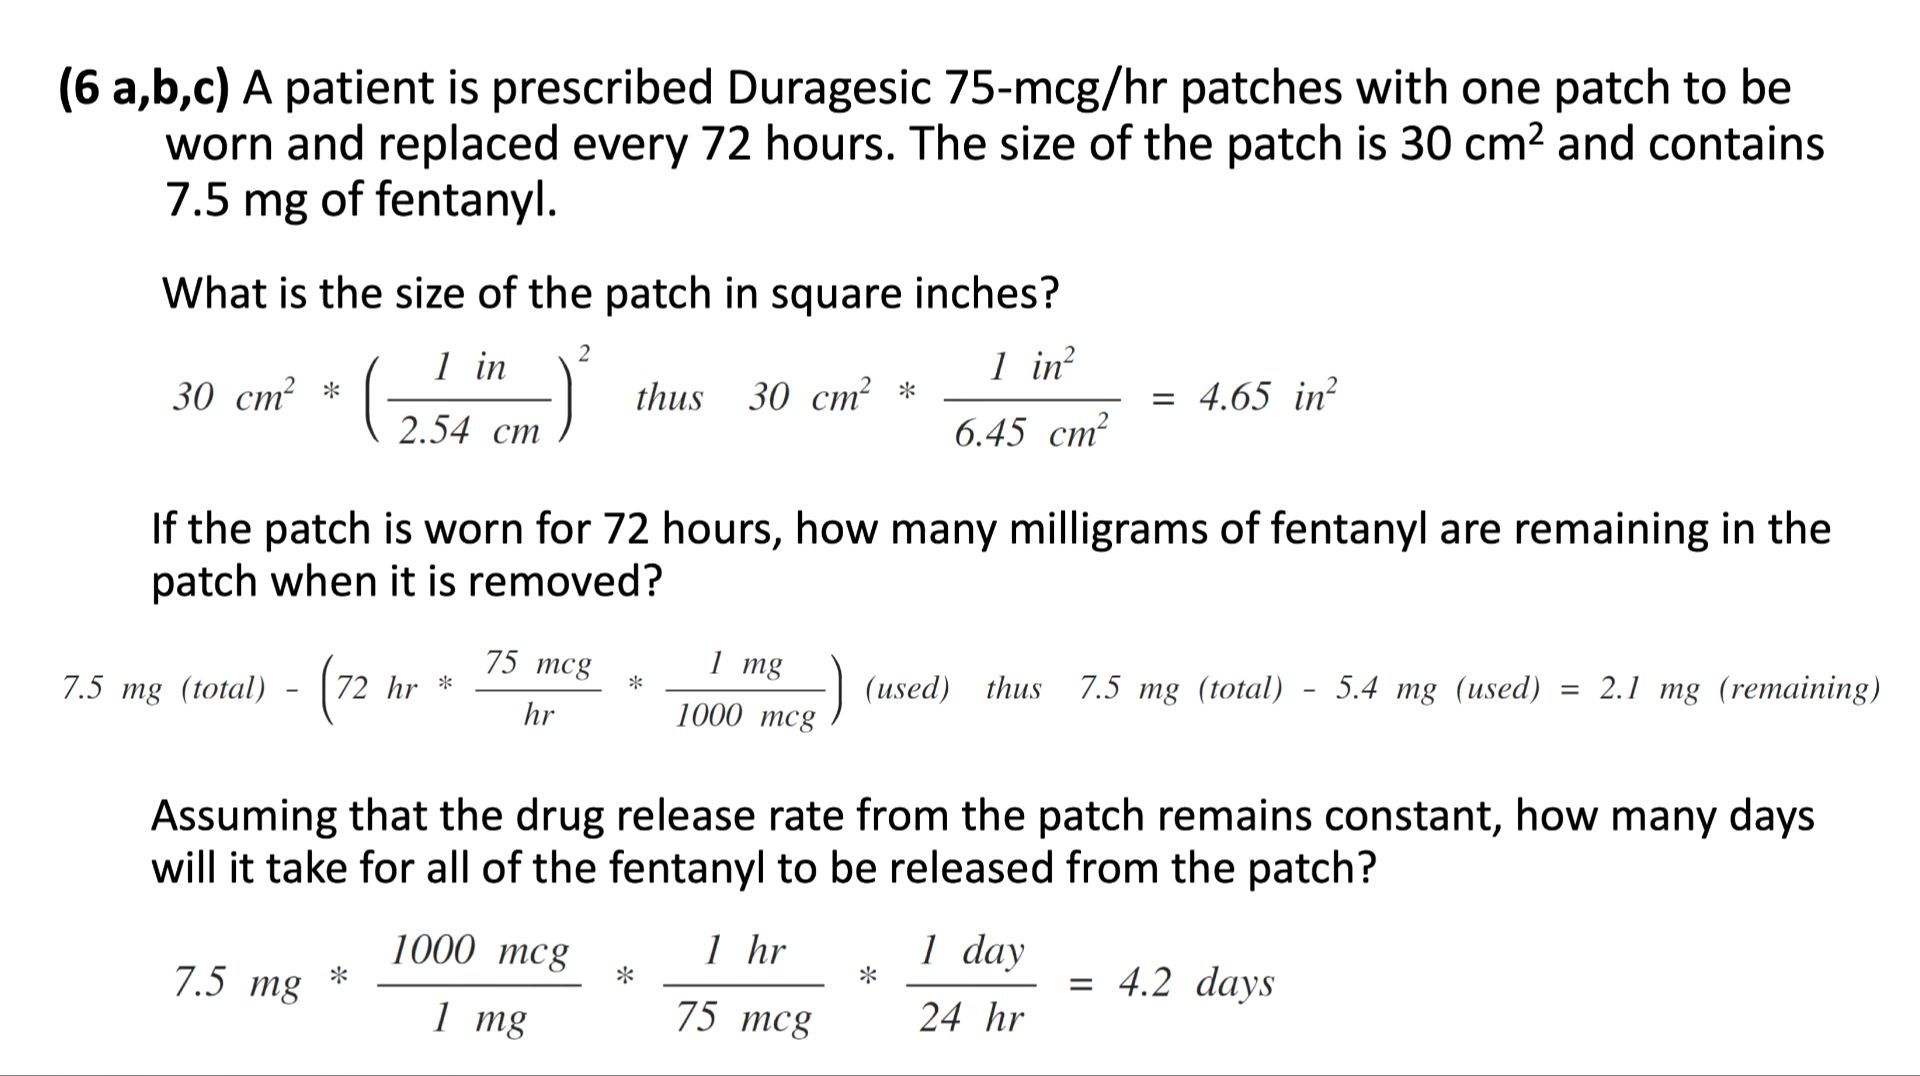 (6 a,b,c) A patient is prescribed Duragesic 75-mcg/hr patches with one patch to be
worn and replaced every 72 hours. The size of the patch is 30 cm² and contains
7.5 mg of fentanyl.
What is the size of the patch in square inches?
30 cm² * (1 in / 2.54 cm)² thus 30 cm² * 1 in² / 6.45 cm² = 4.65 in²
If the patch is worn for 72 hours, how many milligrams of fentanyl are remaining in the
patch when it is removed?
7.5 mg (total) - (72 hr * 75 mcg / hr * 1 mg / 1000 mcg) (used) thus 7.5 mg (total) - 5.4 mg (used) = 2.1 mg (remaining)
Assuming that the drug release rate from the patch remains constant, how many days
will it take for all of the fentanyl to be released from the patch?
7.5 mg * 1000 mcg / 1 mg * 1 hr / 75 mcg * 1 day / 24 hr = 4.2 days